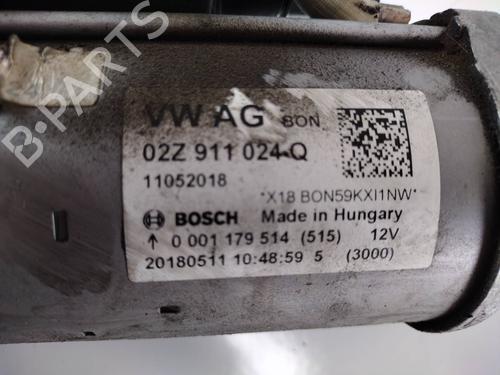 VW AG BON
02Z 911 024 Q
11052018
*X18 BON59KXI1NW*
BOSCH Made in Hungary
↑ 0 001 179 514 (515) 12V
20180511 10:48:59 5 (3000)
B-PARTS